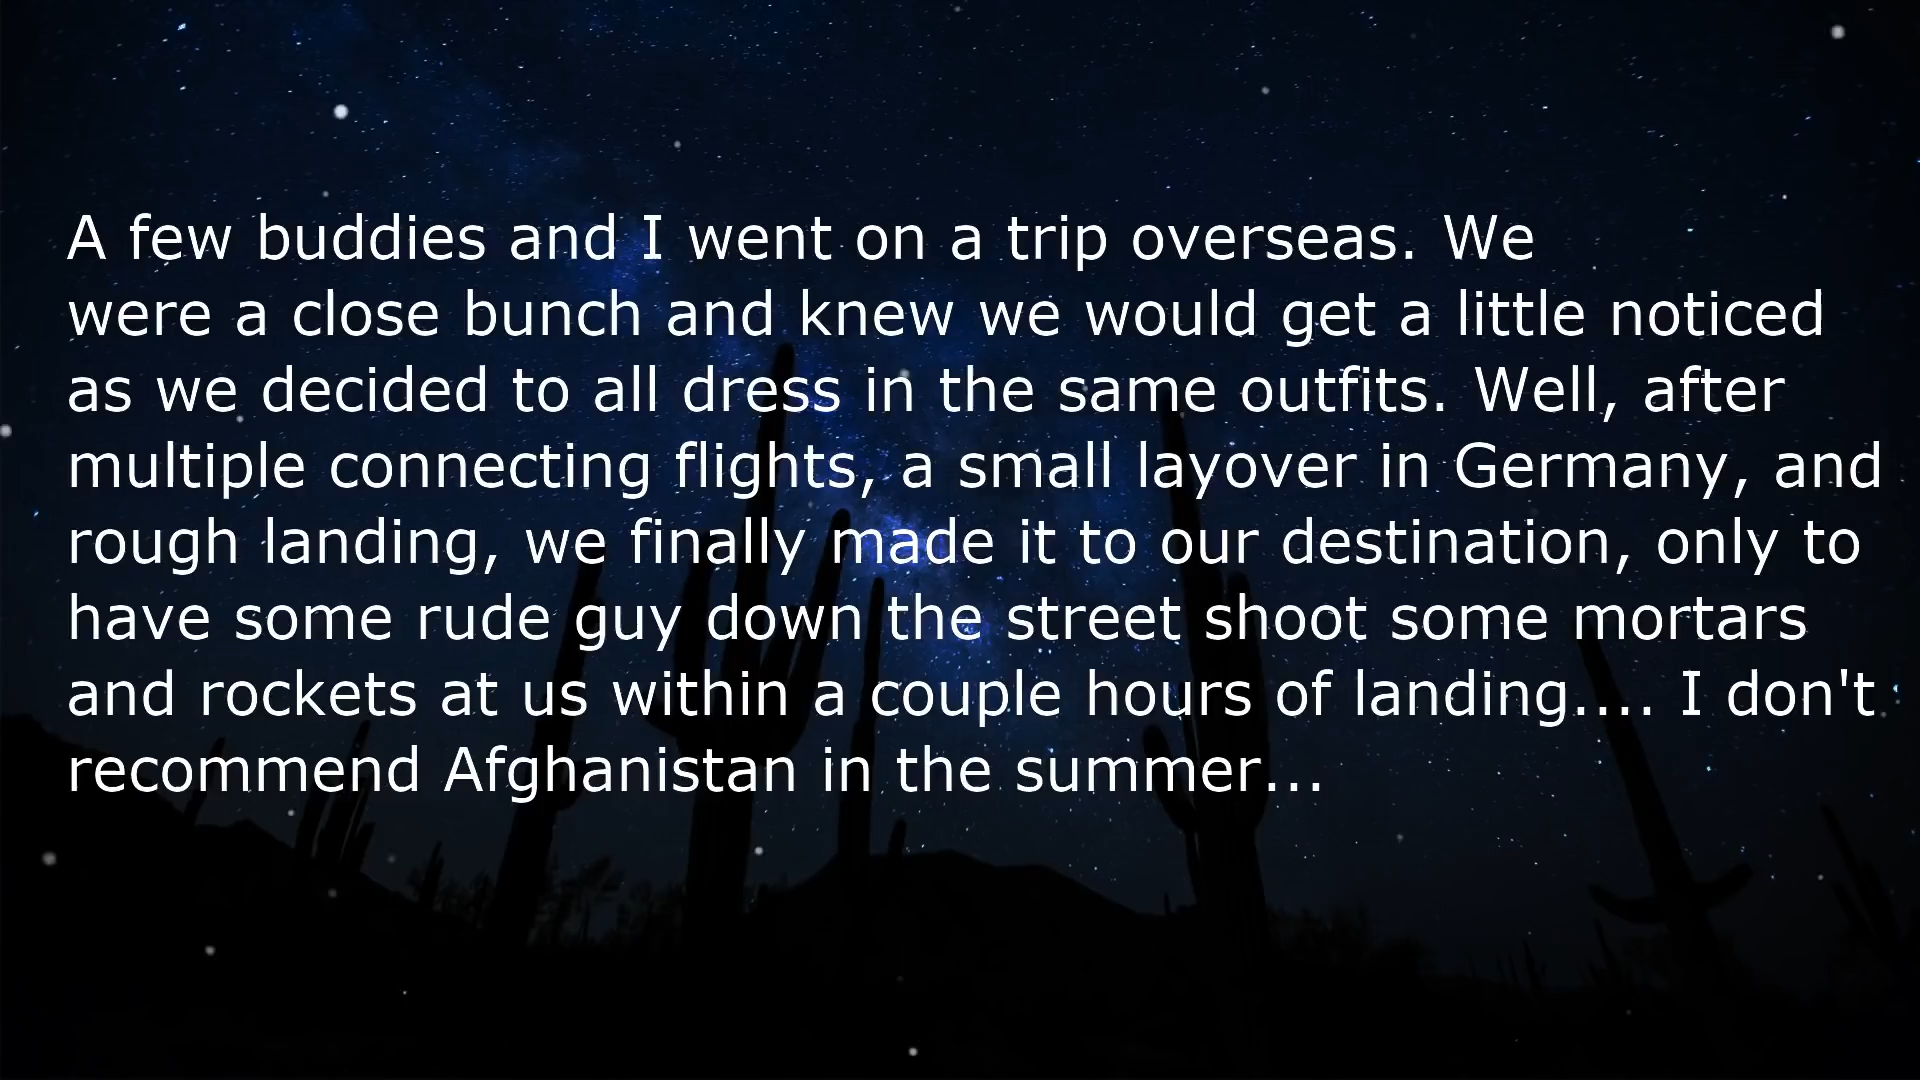 A few buddies and I went on a trip overseas. We
were a close bunch and knew we would get a little noticed
as we decided to all dress in the same outfits. Well, after
multiple connecting flights, a small layover in Germany, and
rough landing, we finally made it to our destination, only to
have some rude guy down the street shoot some mortars
and rockets at us within a couple hours of landing.... I don't
recommend Afghanistan in the summer...